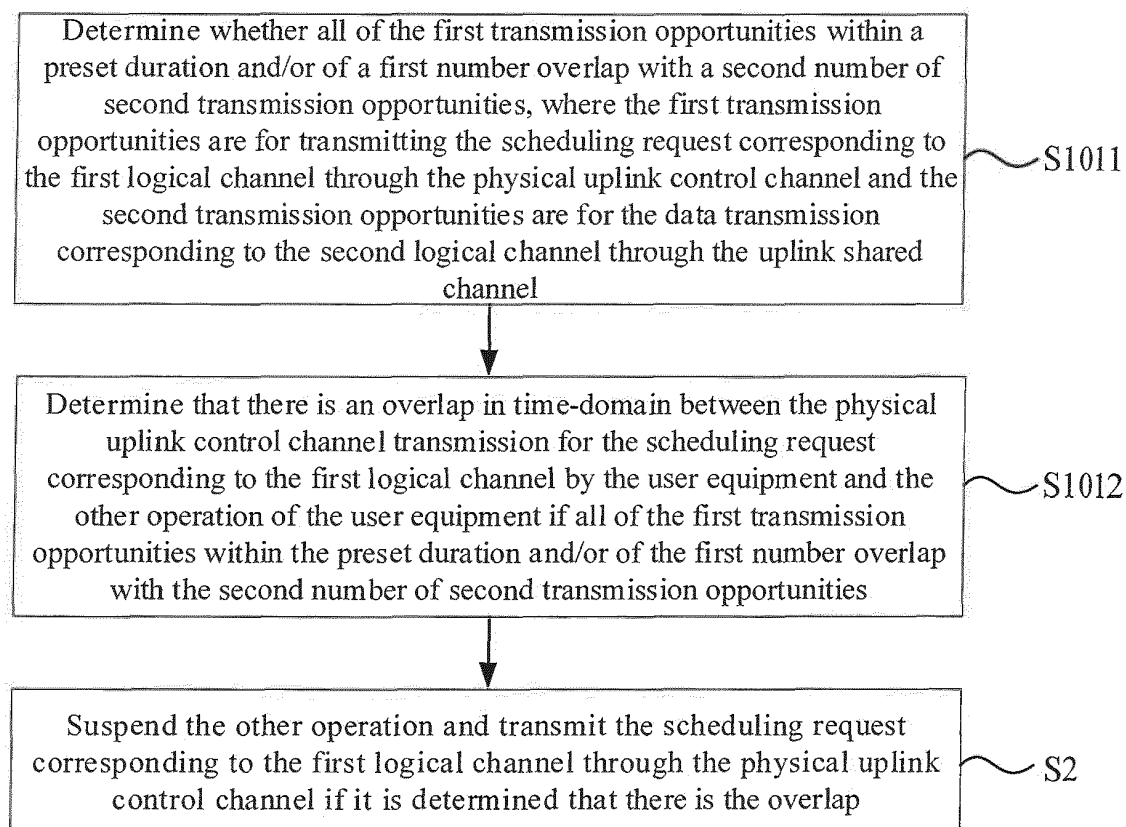 Determine whether all of the first transmission opportunities within a
preset duration and/or of a first number overlap with a second number of
second transmission opportunities, where the first transmission
opportunities are for transmitting the scheduling request corresponding to
the first logical channel through the physical uplink control channel and the
second transmission opportunities are for the data transmission
corresponding to the second logical channel through the uplink shared
channel
S1011
Determine that there is an overlap in time-domain between the physical
uplink control channel transmission for the scheduling request
corresponding to the first logical channel by the user equipment and the
other operation of the user equipment if all of the first transmission
opportunities within the preset duration and/or of the first number overlap
with the second number of second transmission opportunities
S1012
Suspend the other operation and transmit the scheduling request
corresponding to the first logical channel through the physical uplink
control channel if it is determined that there is the overlap
S2